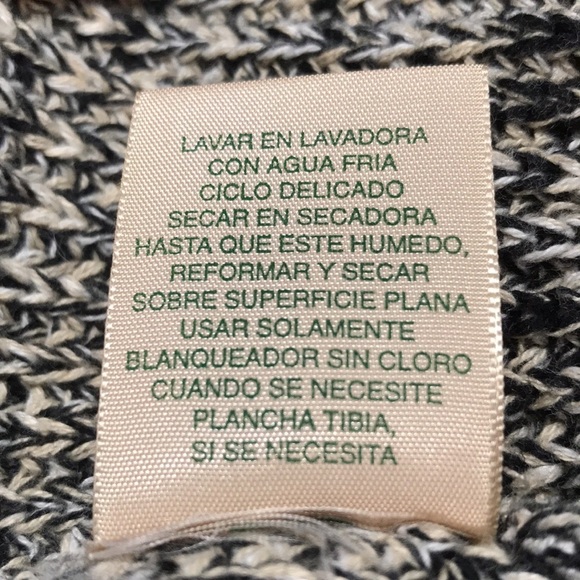 LAVAR EN LAVADORA
CON AGUA FRIA
CICLO DELICADO
SECAR EN SECADORA
HASTA QUE ESTE HUMEDO,
REFORMAR Y SECAR
SOBRE SUPERFICIE PLANA
USAR SOLAMENTE
BLANQUEADOR SIN CLORO
CUANDO SE NECESITE
PLANCHA TIBIA,
SI SE NECESITA